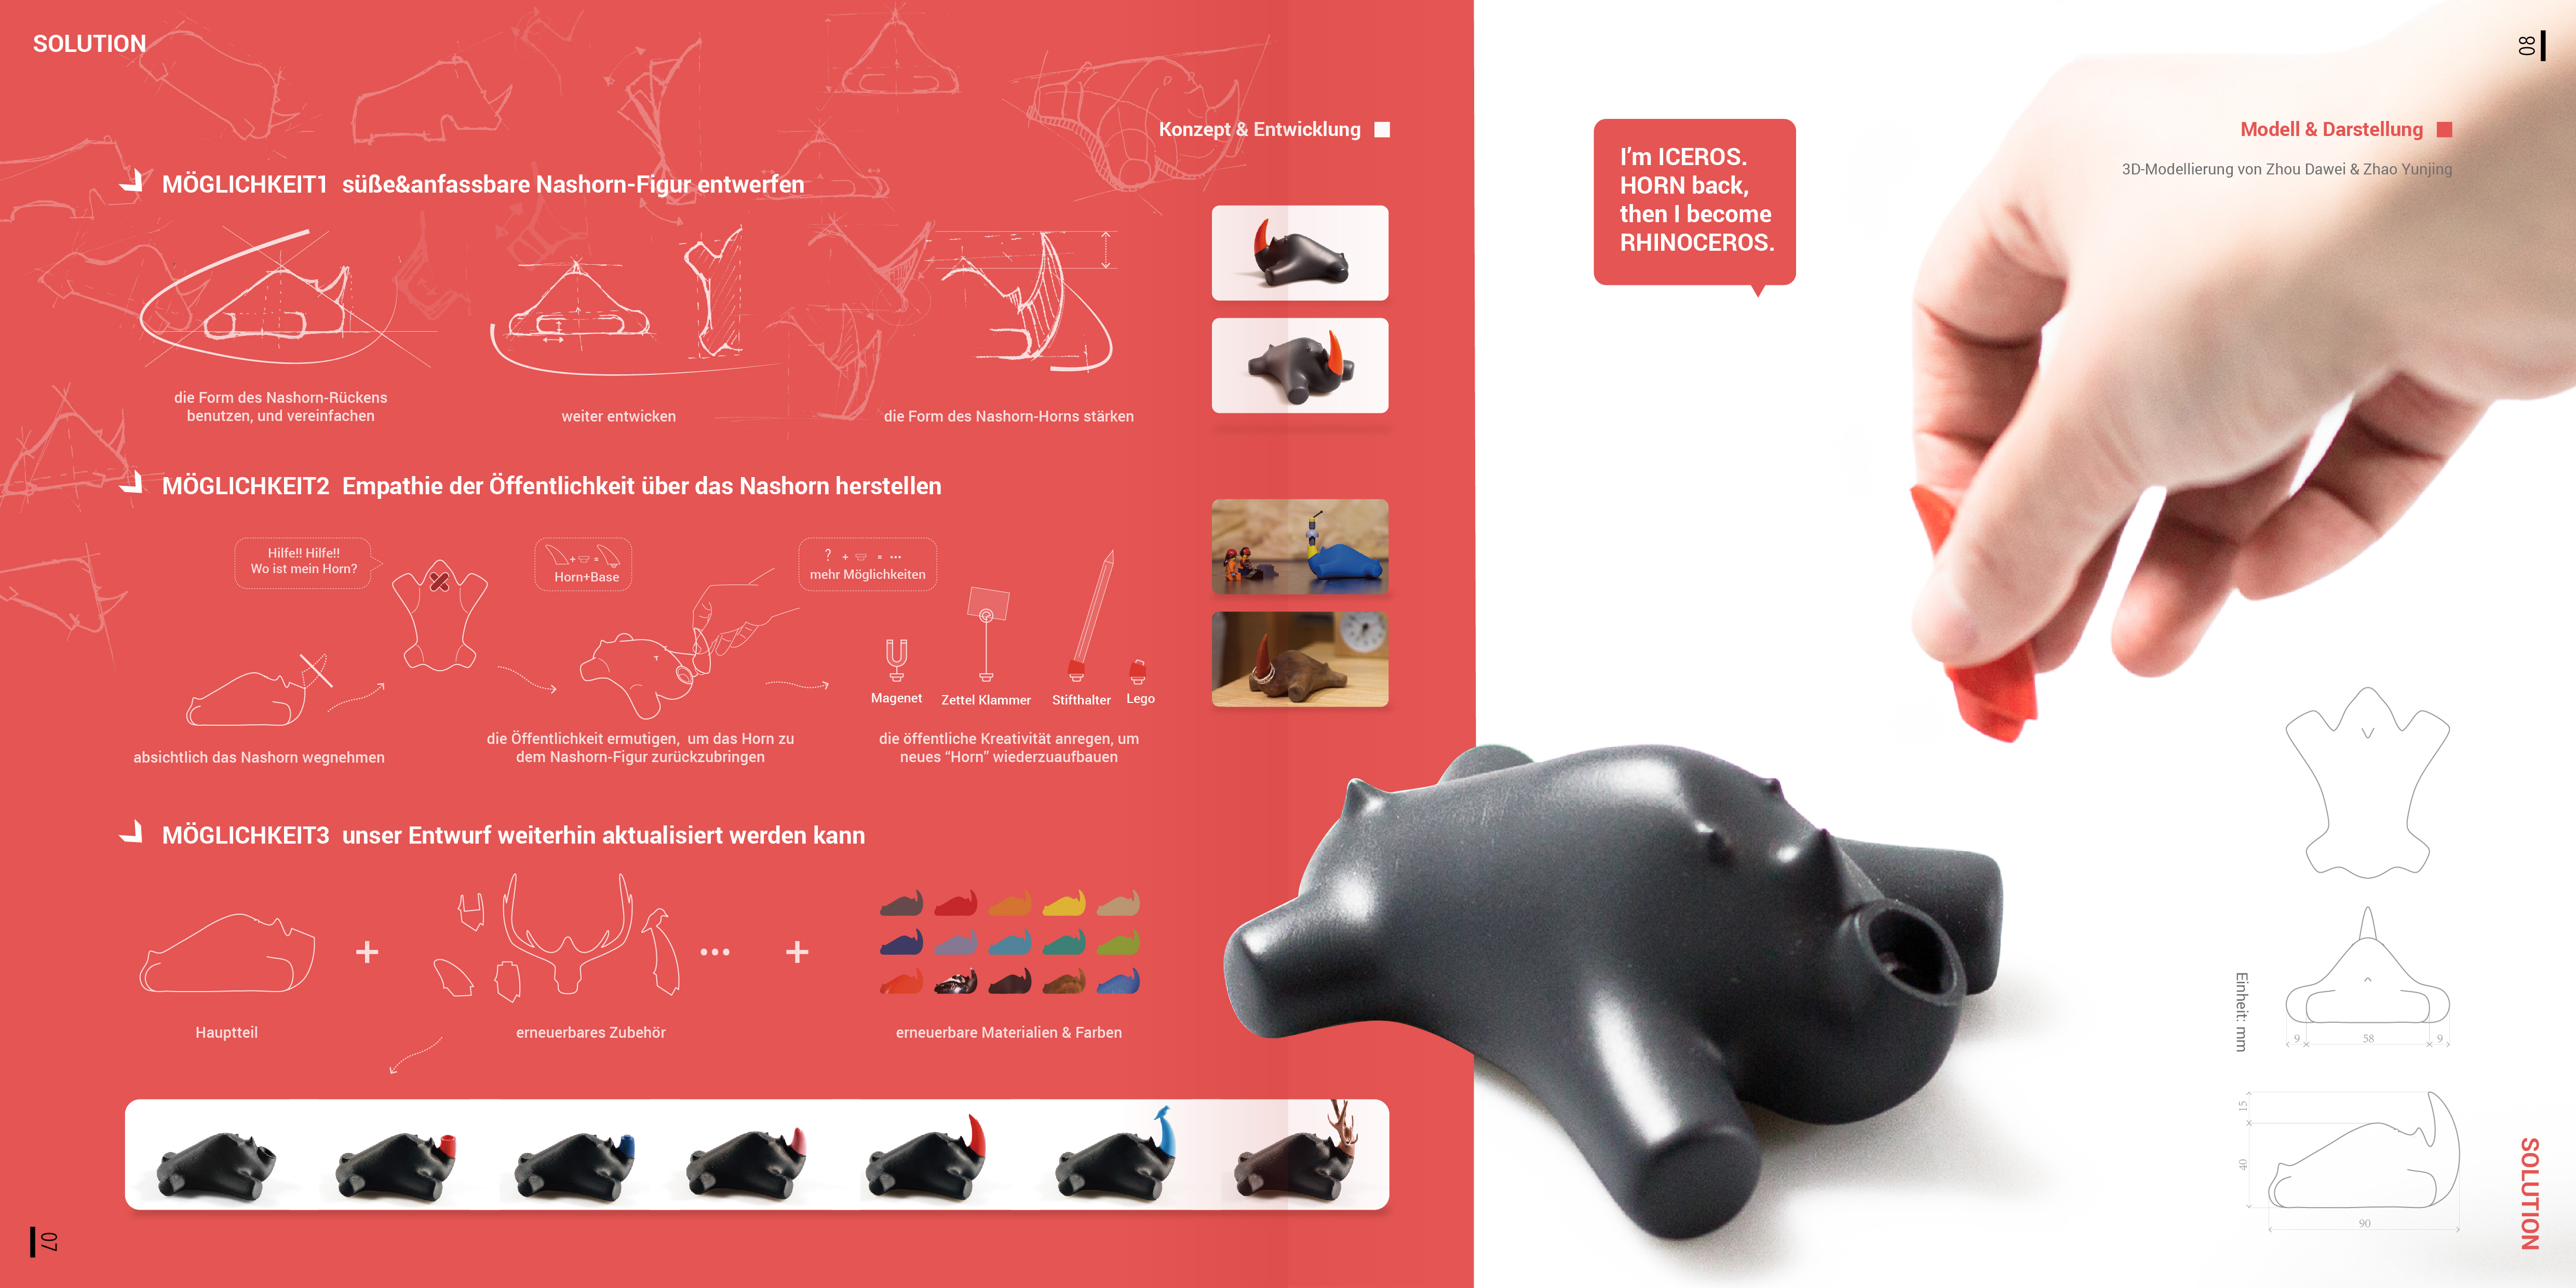 SOLUTION
Konzept & Entwicklung
MÖGLICHKEIT1 süße&anfassbare Nashorn-Figur entwerfen
die Form des Nashorn-Rückens
benutzen, und vereinfachen
weiter entwicken
die Form des Nashorn-Horns stärken
MÖGLICHKEIT2 Empathie der Öffentlichkeit über das Nashorn herstellen
Hilfe!! Hilfe!!
Wo ist mein Horn?
+ =
Horn+Base
? + = ...
mehr Möglichkeiten
Magenet
Zettel Klammer
Stifthalter
Lego
absichtlich das Nashorn wegnehmen
die Öffentlichkeit ermutigen, um das Horn zu
dem Nashorn-Figur zurückzubringen
die öffentliche Kreativität anregen, um
neues “Horn” wiederzuaufbauen
MÖGLICHKEIT3 unser Entwurf weiterhin aktualisiert werden kann
+ ... +
Hauptteil
erneuerbares Zubehör
erneuerbare Materialien & Farben
07
08
I’m ICEROS.
HORN back,
then I become
RHINOCEROS.
Modell & Darstellung
3D-Modellierung von Zhou Dawei & Zhao Yunjing
Einheit: mm
9 58 9
15
40
90
SOLUTION